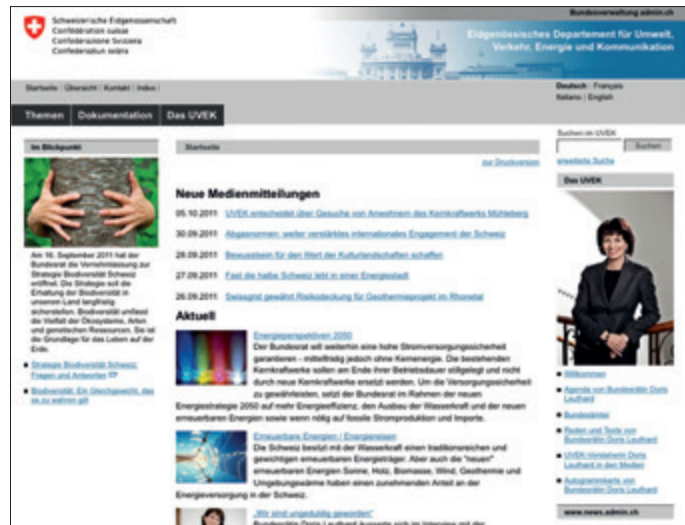 Schweizerische Eidgenossenschaft
Confédération suisse
Confederazione Svizzera
Confederaziun svizra
Bundesverwaltung admin.ch
Eidgenössisches Departement für Umwelt,
Verkehr, Energie und Kommunikation
Startseite | Übersicht | Kontakt | Index |
Deutsch | Français
Italiano | English
Themen
Dokumentation
Das UVEK
Im Blickpunkt
Am 16. September 2011 hat der
Bundesrat die Vernehmlassung zur
Strategie Biodiversität Schweiz
eröffnet. Die Strategie soll die
Erhaltung der Biodiversität in
unserem Land langfristig
sicherstellen. Biodiversität umfasst
die Vielfalt der Ökosysteme, Arten
und genetischen Ressourcen. Sie ist
die Grundlage für das Leben auf der
Erde.
Strategie Biodiversität Schweiz:
Fragen und Antworten
Biodiversität: Ein Gleichgewicht, das
es zu wahren gilt
Startseite
zur Druckversion
Neue Medienmitteilungen
05.10.2011 UVEK entscheidet über Gesuche von Anwohnern des Kernkraftwerks Mühleberg
30.09.2011 Abgasnormen: weiter verstärktes internationales Engagement der Schweiz
28.09.2011 Bewusstsein für den Wert der Kulturlandschaften schaffen
27.09.2011 Fast die halbe Schweiz lebt in einer Energiestadt
26.09.2011 Swissgrid gewährt Risikodeckung für Geothermieprojekt im Rhonetal
Aktuell
Energieperspektiven 2050
Der Bundesrat will weiterhin eine hohe Stromversorgungssicherheit
garantieren - mittelfristig jedoch ohne Kernenergie. Die bestehenden
Kernkraftwerke sollen am Ende ihrer Betriebsdauer stillgelegt und nicht
durch neue Kernkraftwerke ersetzt werden. Um die Versorgungssicherheit
zu gewährleisten, setzt der Bundesrat im Rahmen der neuen
Energiestrategie 2050 auf mehr Energieeffizienz, den Ausbau der Wasserkraft und der neuen
erneuerbaren Energien sowie wenn nötig auf fossile Stromproduktion und Importe.
Erneuerbare Energien / Energiereisen
Die Schweiz besitzt mit der Wasserkraft einen traditionsreichen und
gewichtigen erneuerbaren Energieträger. Aber auch die "neuen"
erneuerbaren Energien Sonne, Holz, Biomasse, Wind, Geothermie und
Umgebungswärme haben einen zunehmenden Anteil an der
Energieversorgung in der Schweiz.
„Wir sind ungeduldig geworden"
Bundesrätin Doris Leuthard äusserte sich im Interview mit der
Suchen im UVEK
Suchen
erweiterte Suche
Das UVEK
Willkommen
Agenda von Bundesrätin Doris
Leuthard
Bundesämter
Reden und Texte von
Bundesrätin Doris Leuthard
UVEK-Vorsteherin Doris
Leuthard in den Medien
Autogrammkarte von
Bundesrätin Doris Leuthard
www.news.admin.ch